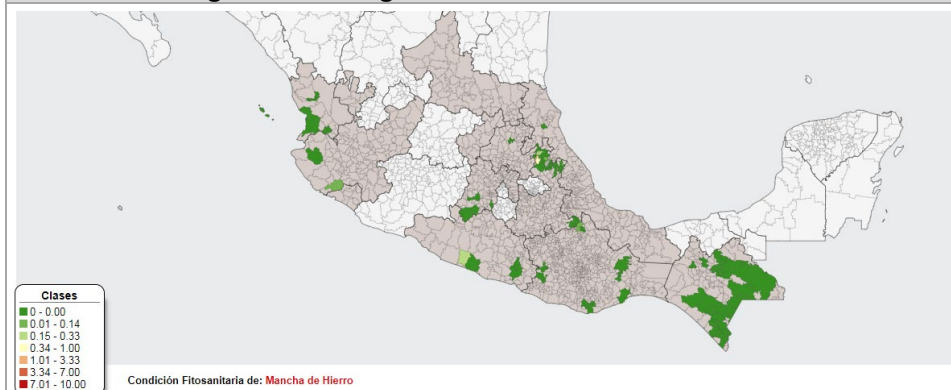 Clases
0 - 0.00
0.01 - 0.14
0.15 - 0.33
0.34 - 1.00
1.01 - 3.33
3.34 - 7.00
7.01 - 10.00
Condición Fitosanitaria de: Mancha de Hierro